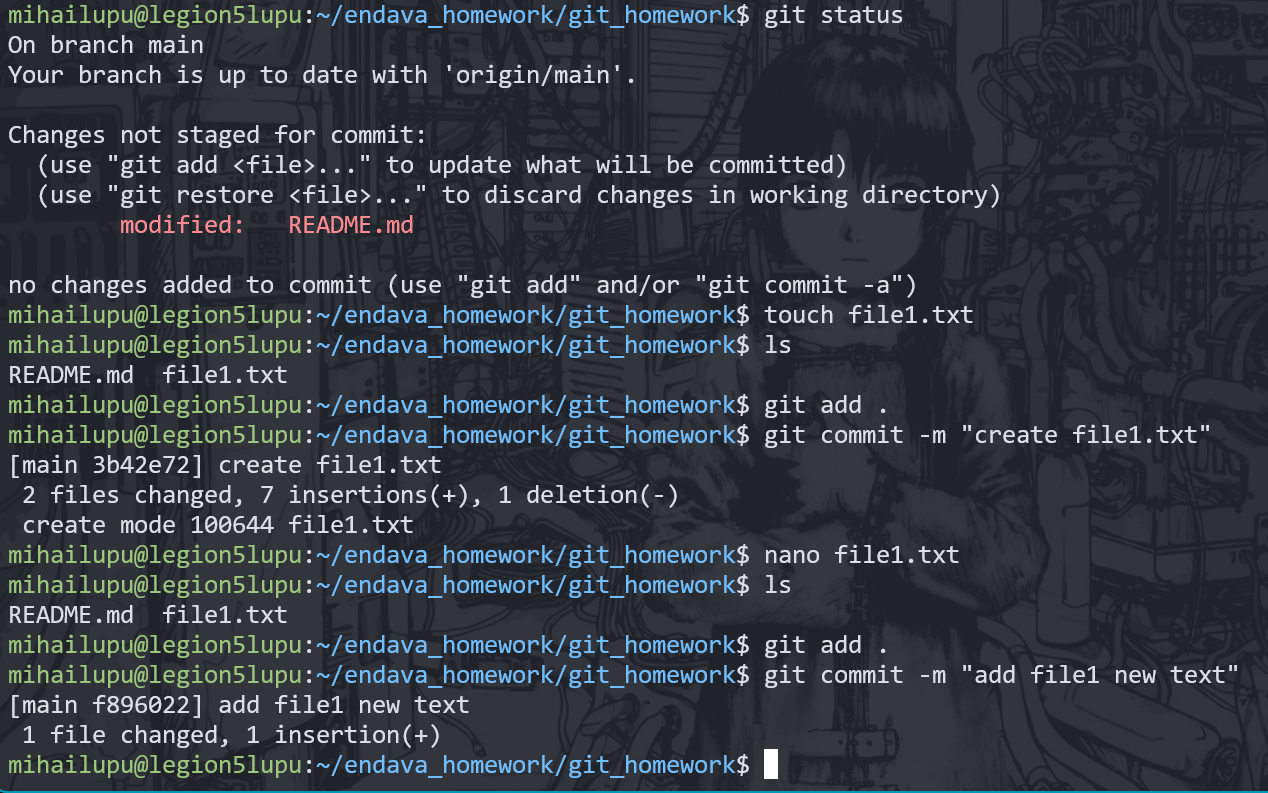 mihailupu@legion5lupu:~/endava_homework/git_homework$ git status
On branch main
Your branch is up to date with 'origin/main'.

Changes not staged for commit:
  (use "git add <file>..." to update what will be committed)
  (use "git restore <file>..." to discard changes in working directory)
        modified:   README.md

no changes added to commit (use "git add" and/or "git commit -a")
mihailupu@legion5lupu:~/endava_homework/git_homework$ touch file1.txt
mihailupu@legion5lupu:~/endava_homework/git_homework$ ls
README.md  file1.txt
mihailupu@legion5lupu:~/endava_homework/git_homework$ git add .
mihailupu@legion5lupu:~/endava_homework/git_homework$ git commit -m "create file1.txt"
[main 3b42e72] create file1.txt
 2 files changed, 7 insertions(+), 1 deletion(-)
 create mode 100644 file1.txt
mihailupu@legion5lupu:~/endava_homework/git_homework$ nano file1.txt
mihailupu@legion5lupu:~/endava_homework/git_homework$ ls
README.md  file1.txt
mihailupu@legion5lupu:~/endava_homework/git_homework$ git add .
mihailupu@legion5lupu:~/endava_homework/git_homework$ git commit -m "add file1 new text"
[main f896022] add file1 new text
 1 file changed, 1 insertion(+)
mihailupu@legion5lupu:~/endava_homework/git_homework$